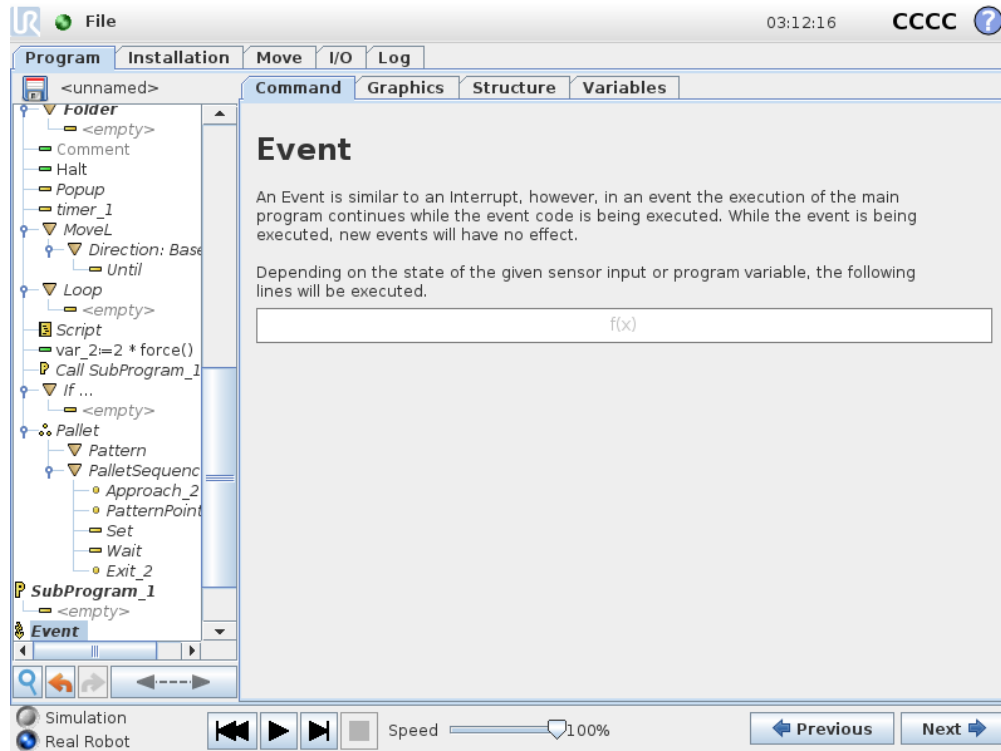 UR File 03:12:16 CCCC ?
Program Installation Move I/O Log
<unnamed>
Command Graphics Structure Variables
Folder
<empty>
Comment
Halt
Popup
timer_1
MoveL
Direction: Base
Until
Loop
<empty>
Script
var_2:=2 * force()
Call SubProgram_1
If ...
<empty>
Pallet
Pattern
PalletSequenc
Approach_2
PatternPoint
Set
Wait
Exit_2
SubProgram_1
<empty>
Event
Event
An Event is similar to an Interrupt, however, in an event the execution of the main
program continues while the event code is being executed. While the event is being
executed, new events will have no effect.
Depending on the state of the given sensor input or program variable, the following
lines will be executed.
f(x)
Simulation
Real Robot
Speed 100%
Previous Next